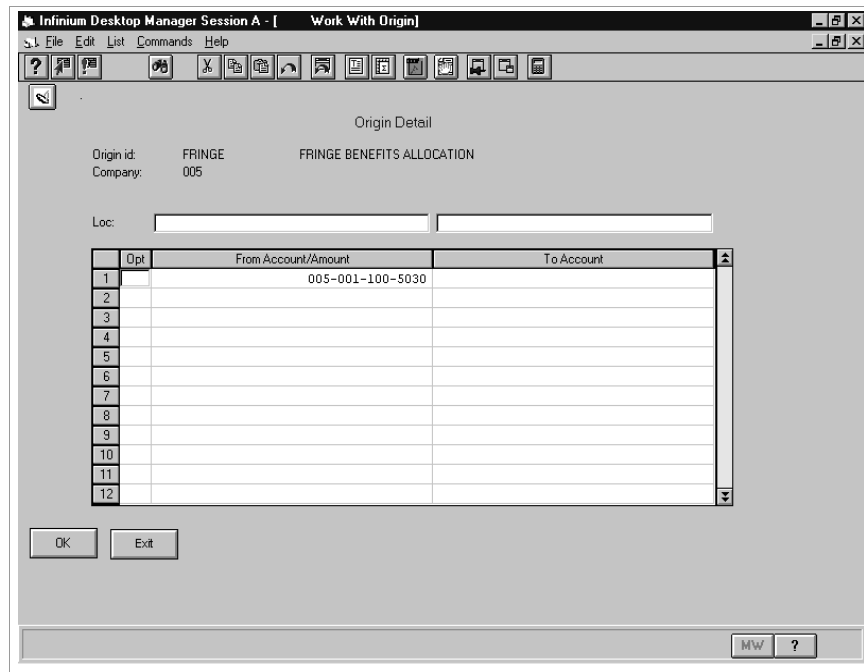 Infinium Desktop Manager Session A - [ Work With Origin]
File Edit List Commands Help
?
Origin Detail
Origin id: FRINGE FRINGE BENEFITS ALLOCATION
Company: 005
Loc:
Opt From Account/Amount To Account
1 005-001-100-5030
2
3
4
5
6
7
8
9
10
11
12
OK Exit
MW ?